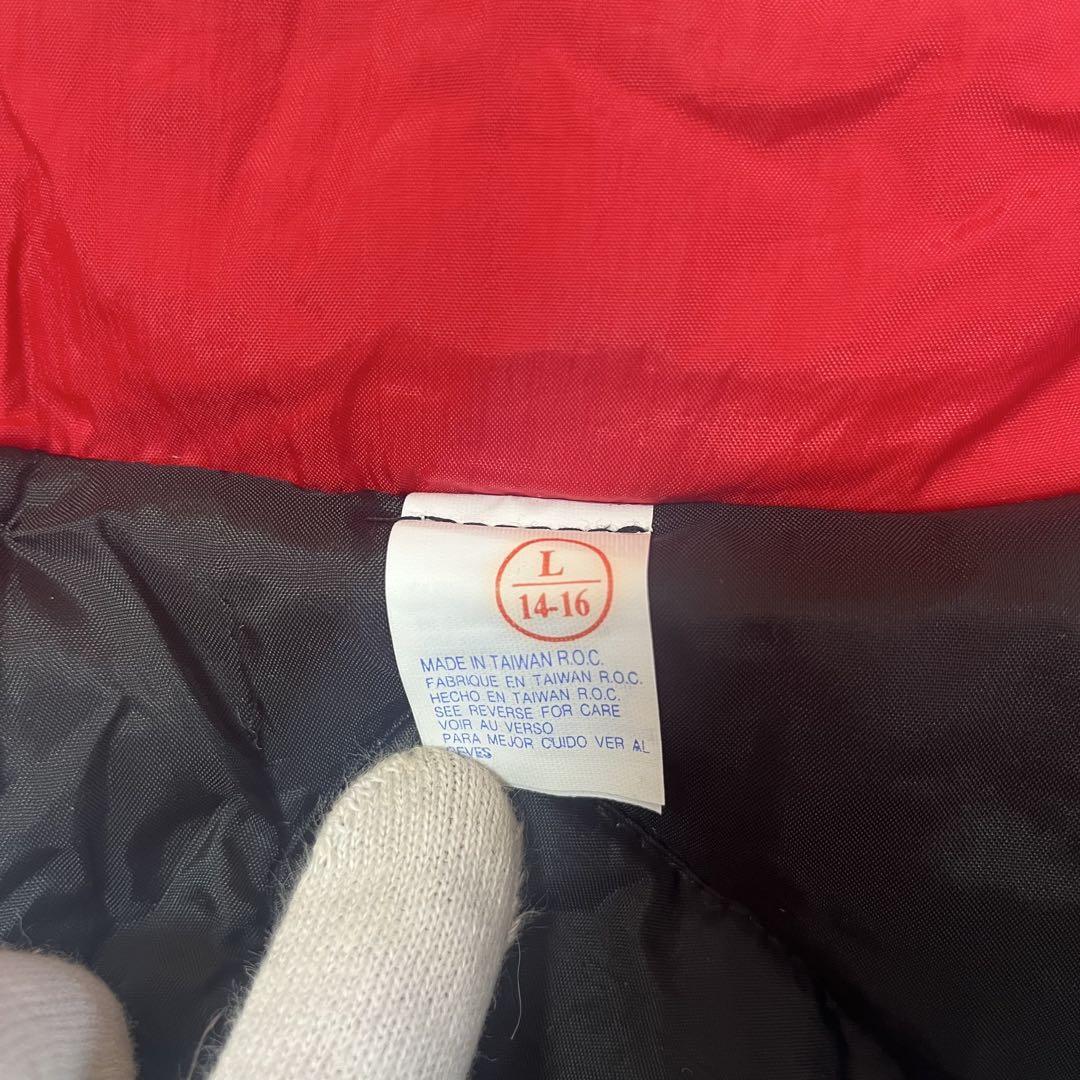 L
14-16
MADE IN TAIWAN R.O.C.
FABRIQUE EN TAIWAN R.O.C.
HECHO EN TAIWAN R.O.C.
SEE REVERSE FOR CARE
VOIR AU VERSO
PARA MEJOR CUIDO VER AL